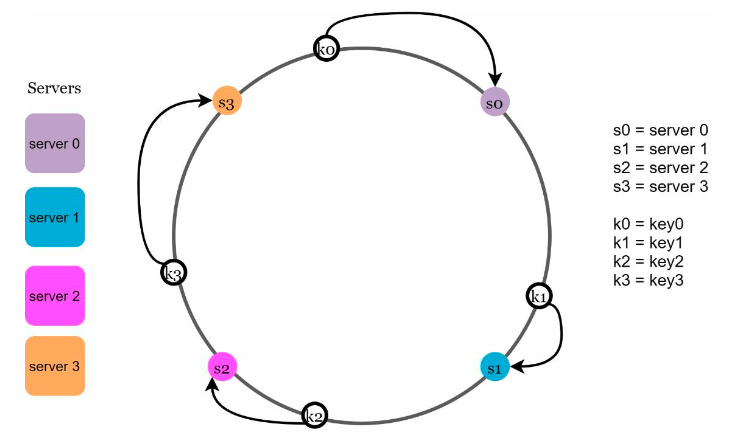 Servers
server 0
server 1
server 2
server 3
k0
s0
s3
k3
k1
s2
s1
k2
s0 = server 0
s1 = server 1
s2 = server 2
s3 = server 3
k0 = key0
k1 = key1
k2 = key2
k3 = key3